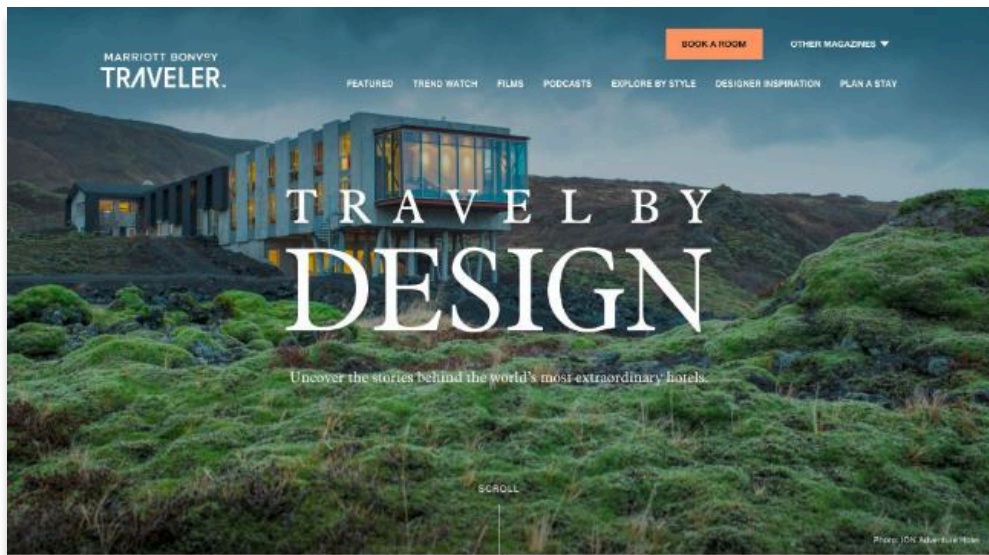 BOOK A ROOM
OTHER MAGAZINES
MARRIOTT BONVOY
TRAVELER.
FEATURED TREND WATCH FILMS PODCASTS EXPLORE BY STYLE DESIGNER INSPIRATION PLAN A STAY
TRAVEL BY
DESIGN
Uncover the stories behind the world's most extraordinary hotels.
SCROLL
Photo: ION Adventure Hotel